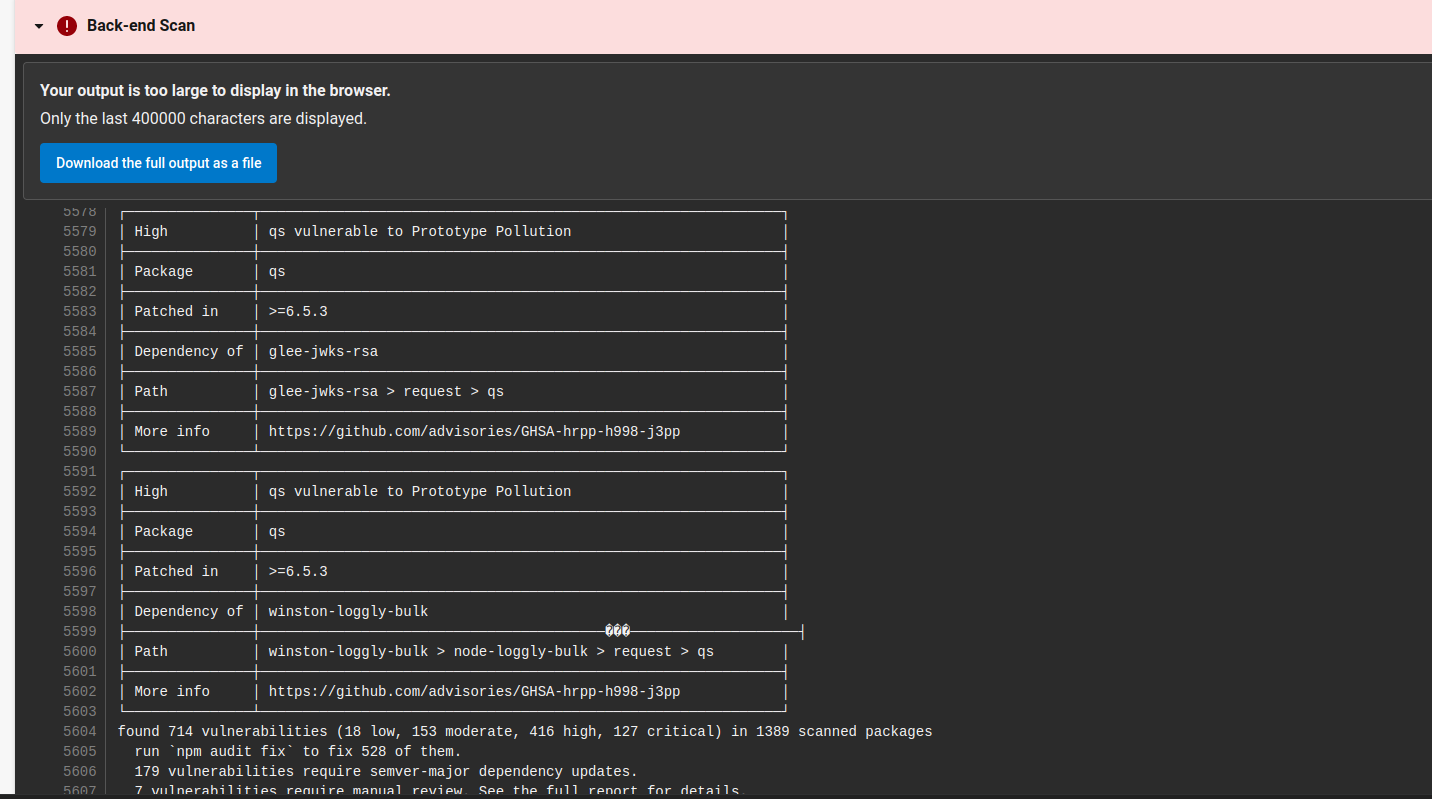 Back-end Scan
Your output is too large to display in the browser.
Only the last 400000 characters are displayed.
Download the full output as a file
5578
5579 │ High │ qs vulnerable to Prototype Pollution │
5580
5581 │ Package │ qs │
5582
5583 │ Patched in │ >=6.5.3 │
5584
5585 │ Dependency of │ glee-jwks-rsa │
5586
5587 │ Path │ glee-jwks-rsa > request > qs │
5588
5589 │ More info │ https://github.com/advisories/GHSA-hrpp-h998-j3pp │
5590
5591
5592 │ High │ qs vulnerable to Prototype Pollution │
5593
5594 │ Package │ qs │
5595
5596 │ Patched in │ >=6.5.3 │
5597
5598 │ Dependency of │ winston-loggly-bulk │
5599 ���
5600 │ Path │ winston-loggly-bulk > node-loggly-bulk > request > qs │
5601
5602 │ More info │ https://github.com/advisories/GHSA-hrpp-h998-j3pp │
5603
5604 found 714 vulnerabilities (18 low, 153 moderate, 416 high, 127 critical) in 1389 scanned packages
5605 run `npm audit fix` to fix 528 of them.
5606 179 vulnerabilities require semver-major dependency updates.
5607 7 vulnerabilities require manual review. See the full report for details.